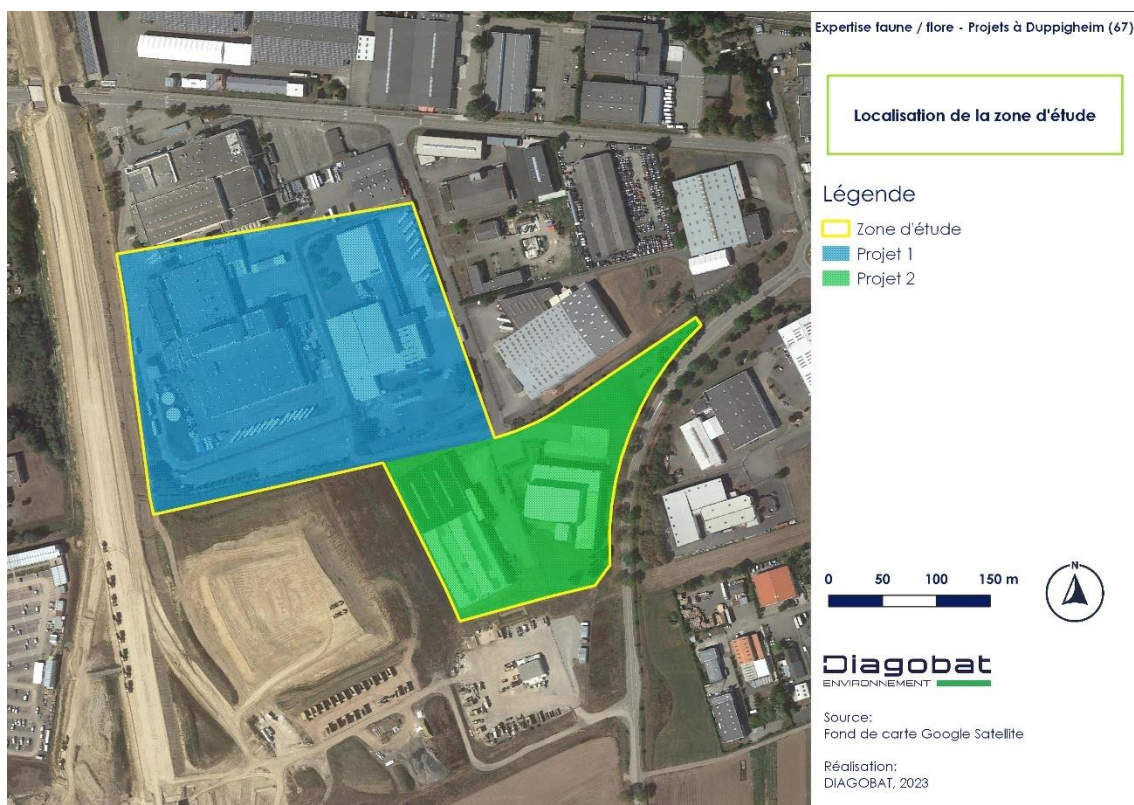 Expertise faune / flore - Projets à Duppigheim (67)
Localisation de la zone d'étude
Légende
Zone d'étude
Projet 1
Projet 2
0 50 100 150 m
N
Diagobat
ENVIRONNEMENT
Source:
Fond de carte Google Satellite
Réalisation:
DIAGOBAT, 2023